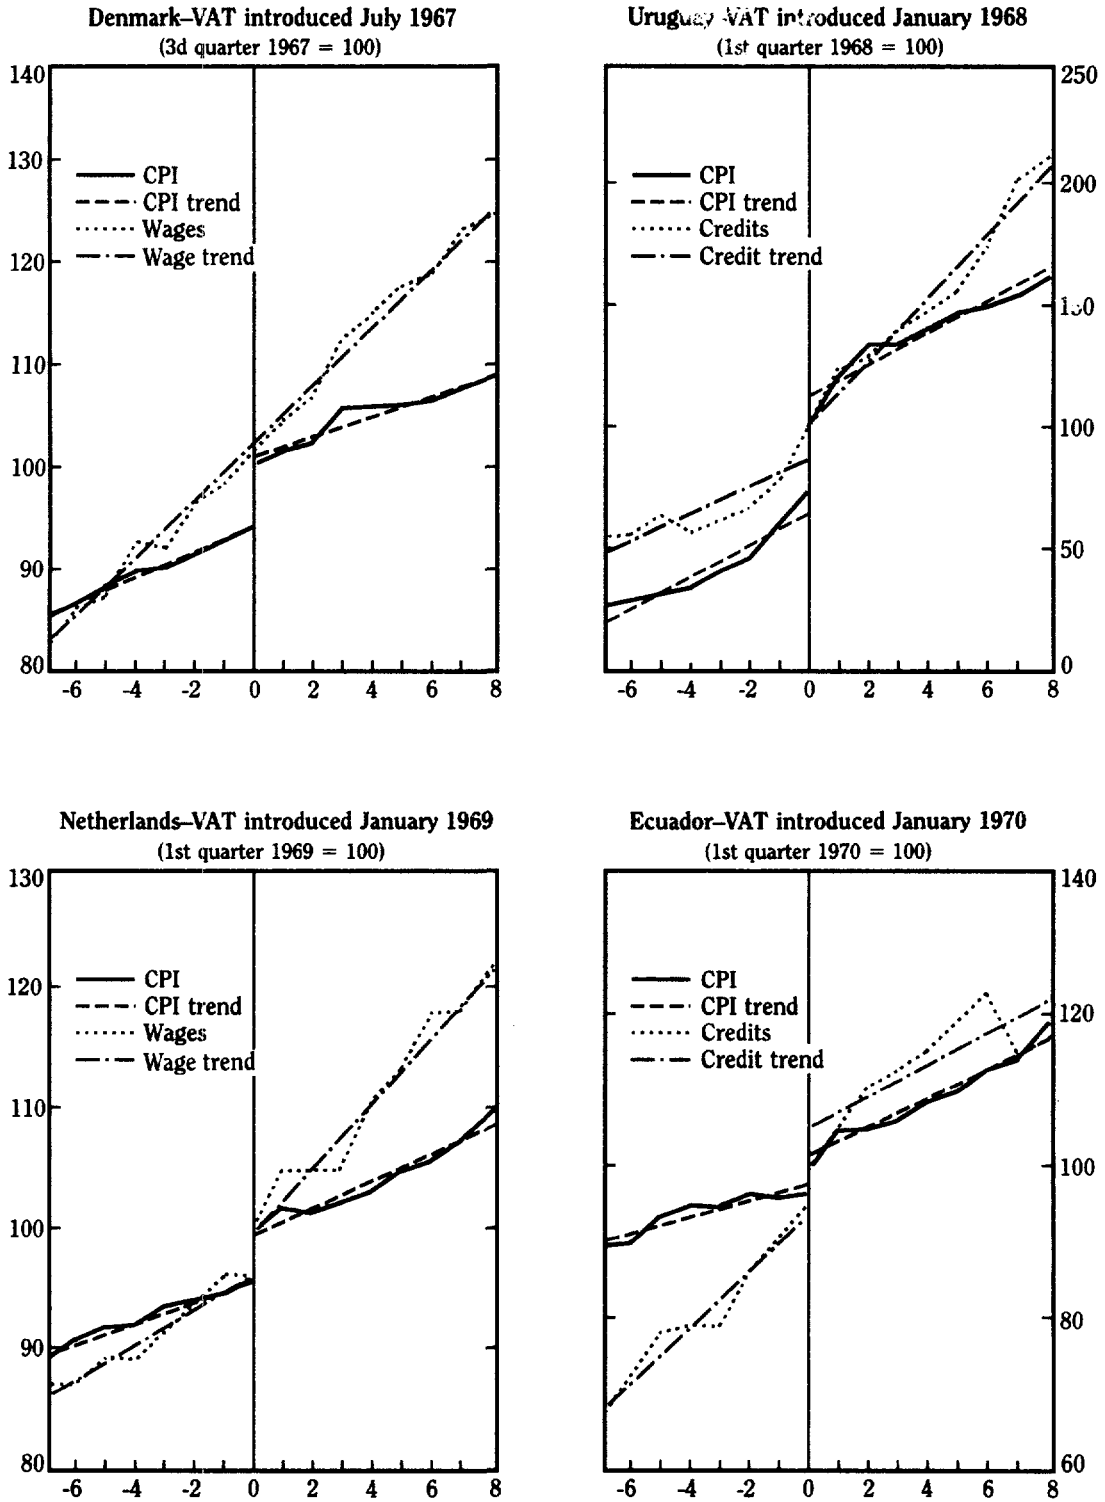 Denmark–VAT introduced July 1967
(3d quarter 1967 = 100)
140
130
120
110
100
90
80
CPI
CPI trend
Wages
Wage trend
-6 -4 -2 0 2 4 6 8
Uruguay–VAT introduced January 1968
(1st quarter 1968 = 100)
250
200
150
100
50
0
CPI
CPI trend
Credits
Credit trend
-6 -4 -2 0 2 4 6 8
Netherlands–VAT introduced January 1969
(1st quarter 1969 = 100)
130
120
110
100
90
80
CPI
CPI trend
Wages
Wage trend
-6 -4 -2 0 2 4 6 8
Ecuador–VAT introduced January 1970
(1st quarter 1970 = 100)
140
120
100
80
60
CPI
CPI trend
Credits
Credit trend
-6 -4 -2 0 2 4 6 8